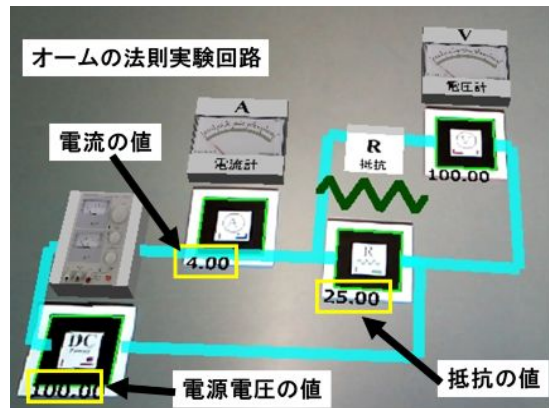 オームの法則実験回路
V
電圧計
A
電流の値
電流計
R
抵抗
100.00
A
4.00
R
25.00
DC
Power
100.00
電源電圧の値
抵抗の値